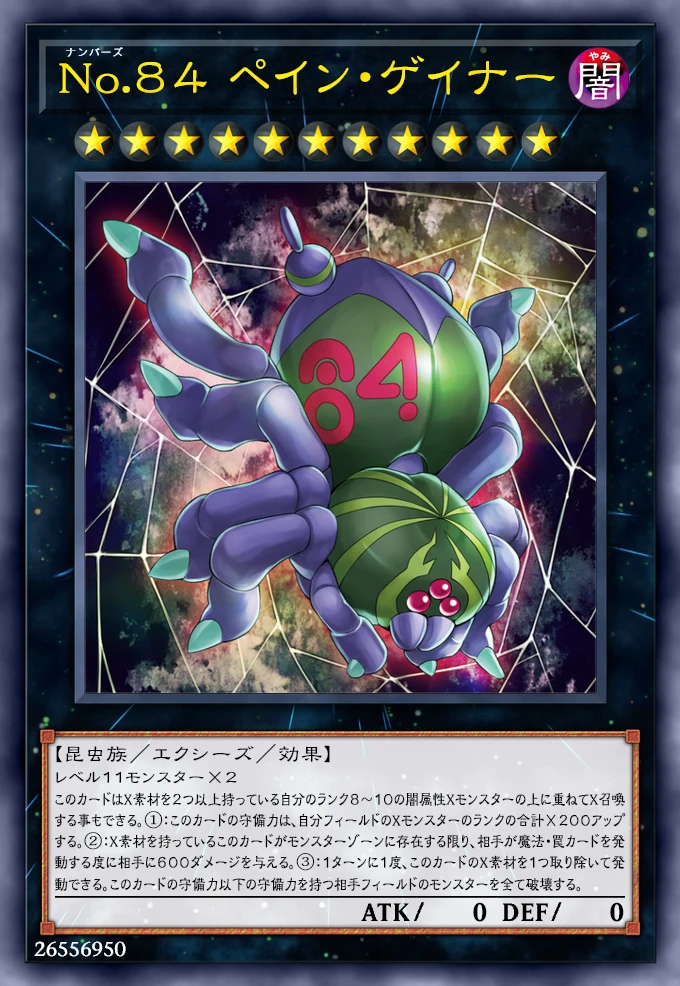 ナンバーズ
No.84 ペイン・ゲイナー
やみ
闇
84
【昆虫族／エクシーズ／効果】
レベル11モンスター×2
このカードはX素材を2つ以上持っている自分のランク8～10の闇属性Xモンスターの上に重ねてX召喚
する事もできる。①:このカードの守備力は、自分フィールドのXモンスターのランクの合計×200アップ
する。②:X素材を持っているこのカードがモンスターゾーンに存在する限り、相手が魔法・罠カードを発
動する度に相手に600ダメージを与える。③:1ターンに1度、このカードのX素材を1つ取り除いて発
動できる。このカードの守備力以下の守備力を持つ相手フィールドのモンスターを全て破壊する。
ATK/ 0 DEF/ 0
26556950